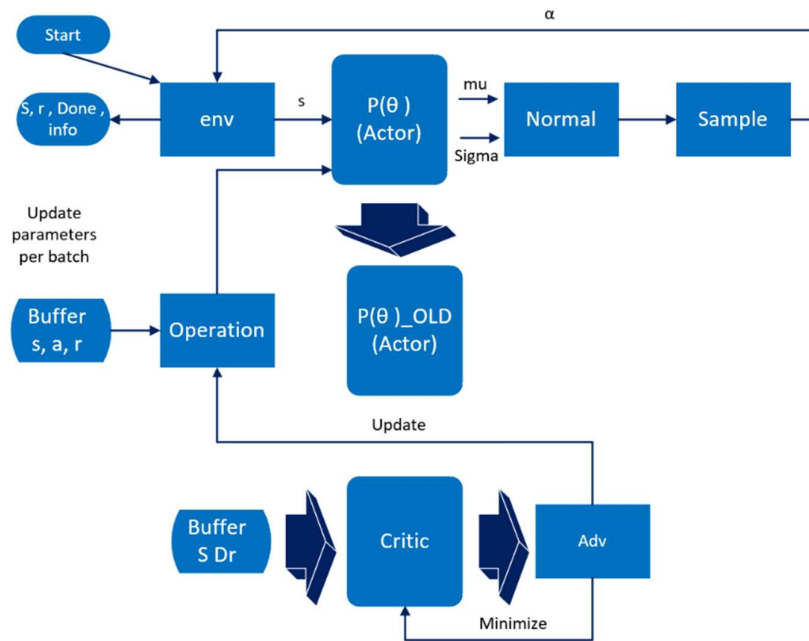 α
Start
S, r , Done ,
info
env
s
P(θ )
(Actor)
mu
Sigma
Normal
Sample
Update
parameters
per batch
Buffer
s, a, r
Operation
P(θ )_OLD
(Actor)
Update
Buffer
S Dr
Critic
Adv
Minimize